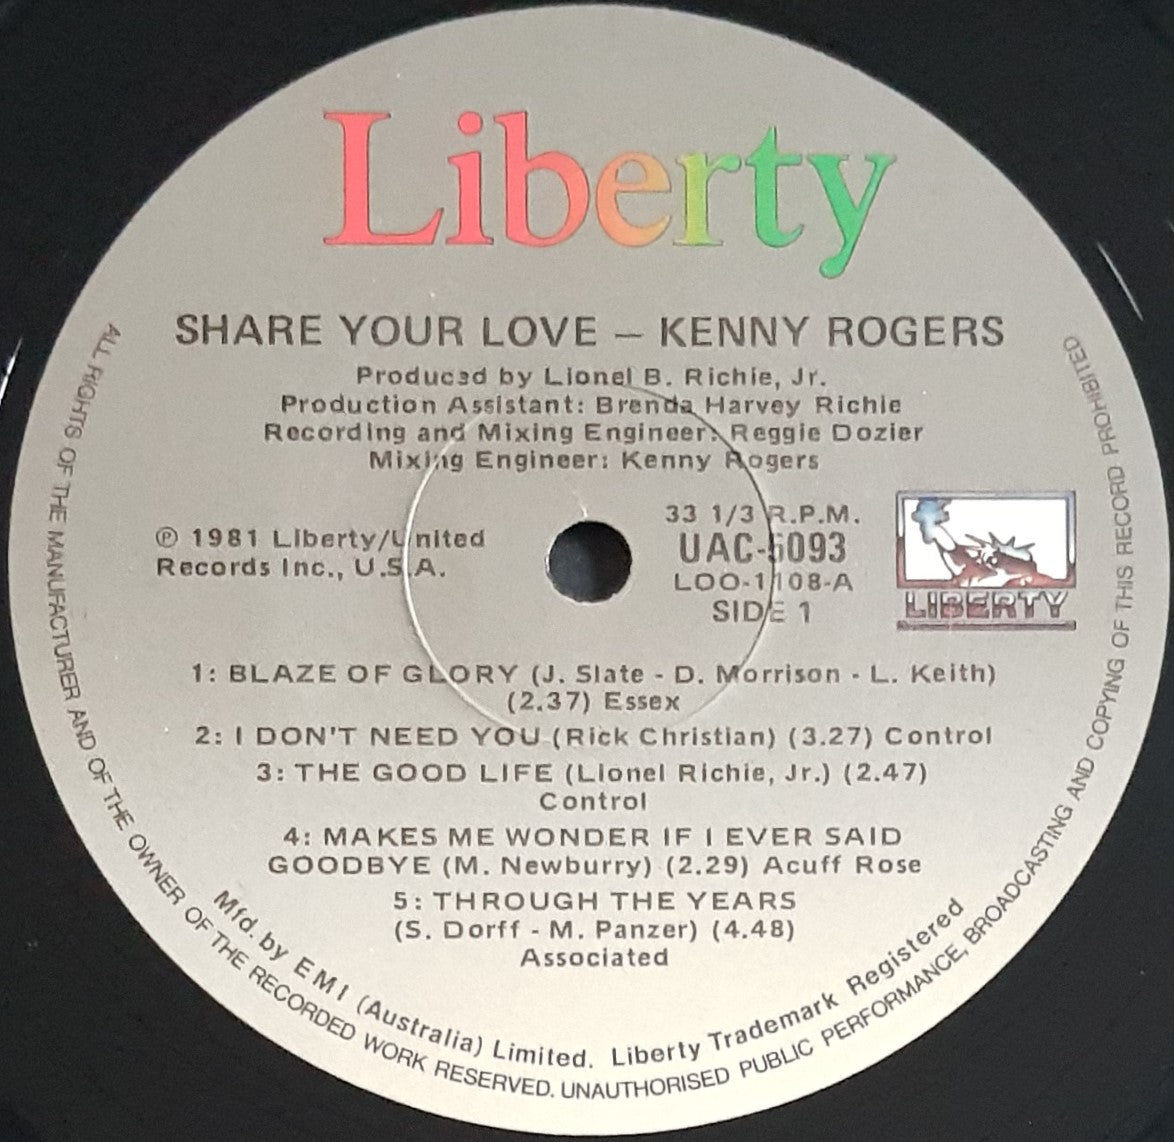 Liberty
SHARE YOUR LOVE – KENNY ROGERS
Produced by Lionel B. Richie, Jr.
Production Assistant: Brenda Harvey Richie
Recording and Mixing Engineer: Reggie Dozier
Mixing Engineer: Kenny Rogers
℗ 1981 Liberty/United
Records Inc., U.S.A.
33 1/3 R.P.M.
UAC-5093
LOO-1108-A
SIDE 1
LIBERTY
1: BLAZE OF GLORY (J. Slate - D. Morrison - L. Keith)
(2.37) Essex
2: I DON'T NEED YOU (Rick Christian) (3.27) Control
3: THE GOOD LIFE (Lionel Richie, Jr.) (2.47)
Control
4: MAKES ME WONDER IF I EVER SAID
GOODBYE (M. Newburry) (2.29) Acuff Rose
5: THROUGH THE YEARS
(S. Dorff - M. Panzer) (4.48)
Associated
Mfd. by EMI (Australia) Limited. Liberty Trademark Registered
ALL RIGHTS OF THE MANUFACTURER AND OF THE OWNER OF THE RECORDED WORK RESERVED. UNAUTHORISED PUBLIC PERFORMANCE, BROADCASTING AND COPYING OF THIS RECORD PROHIBITED